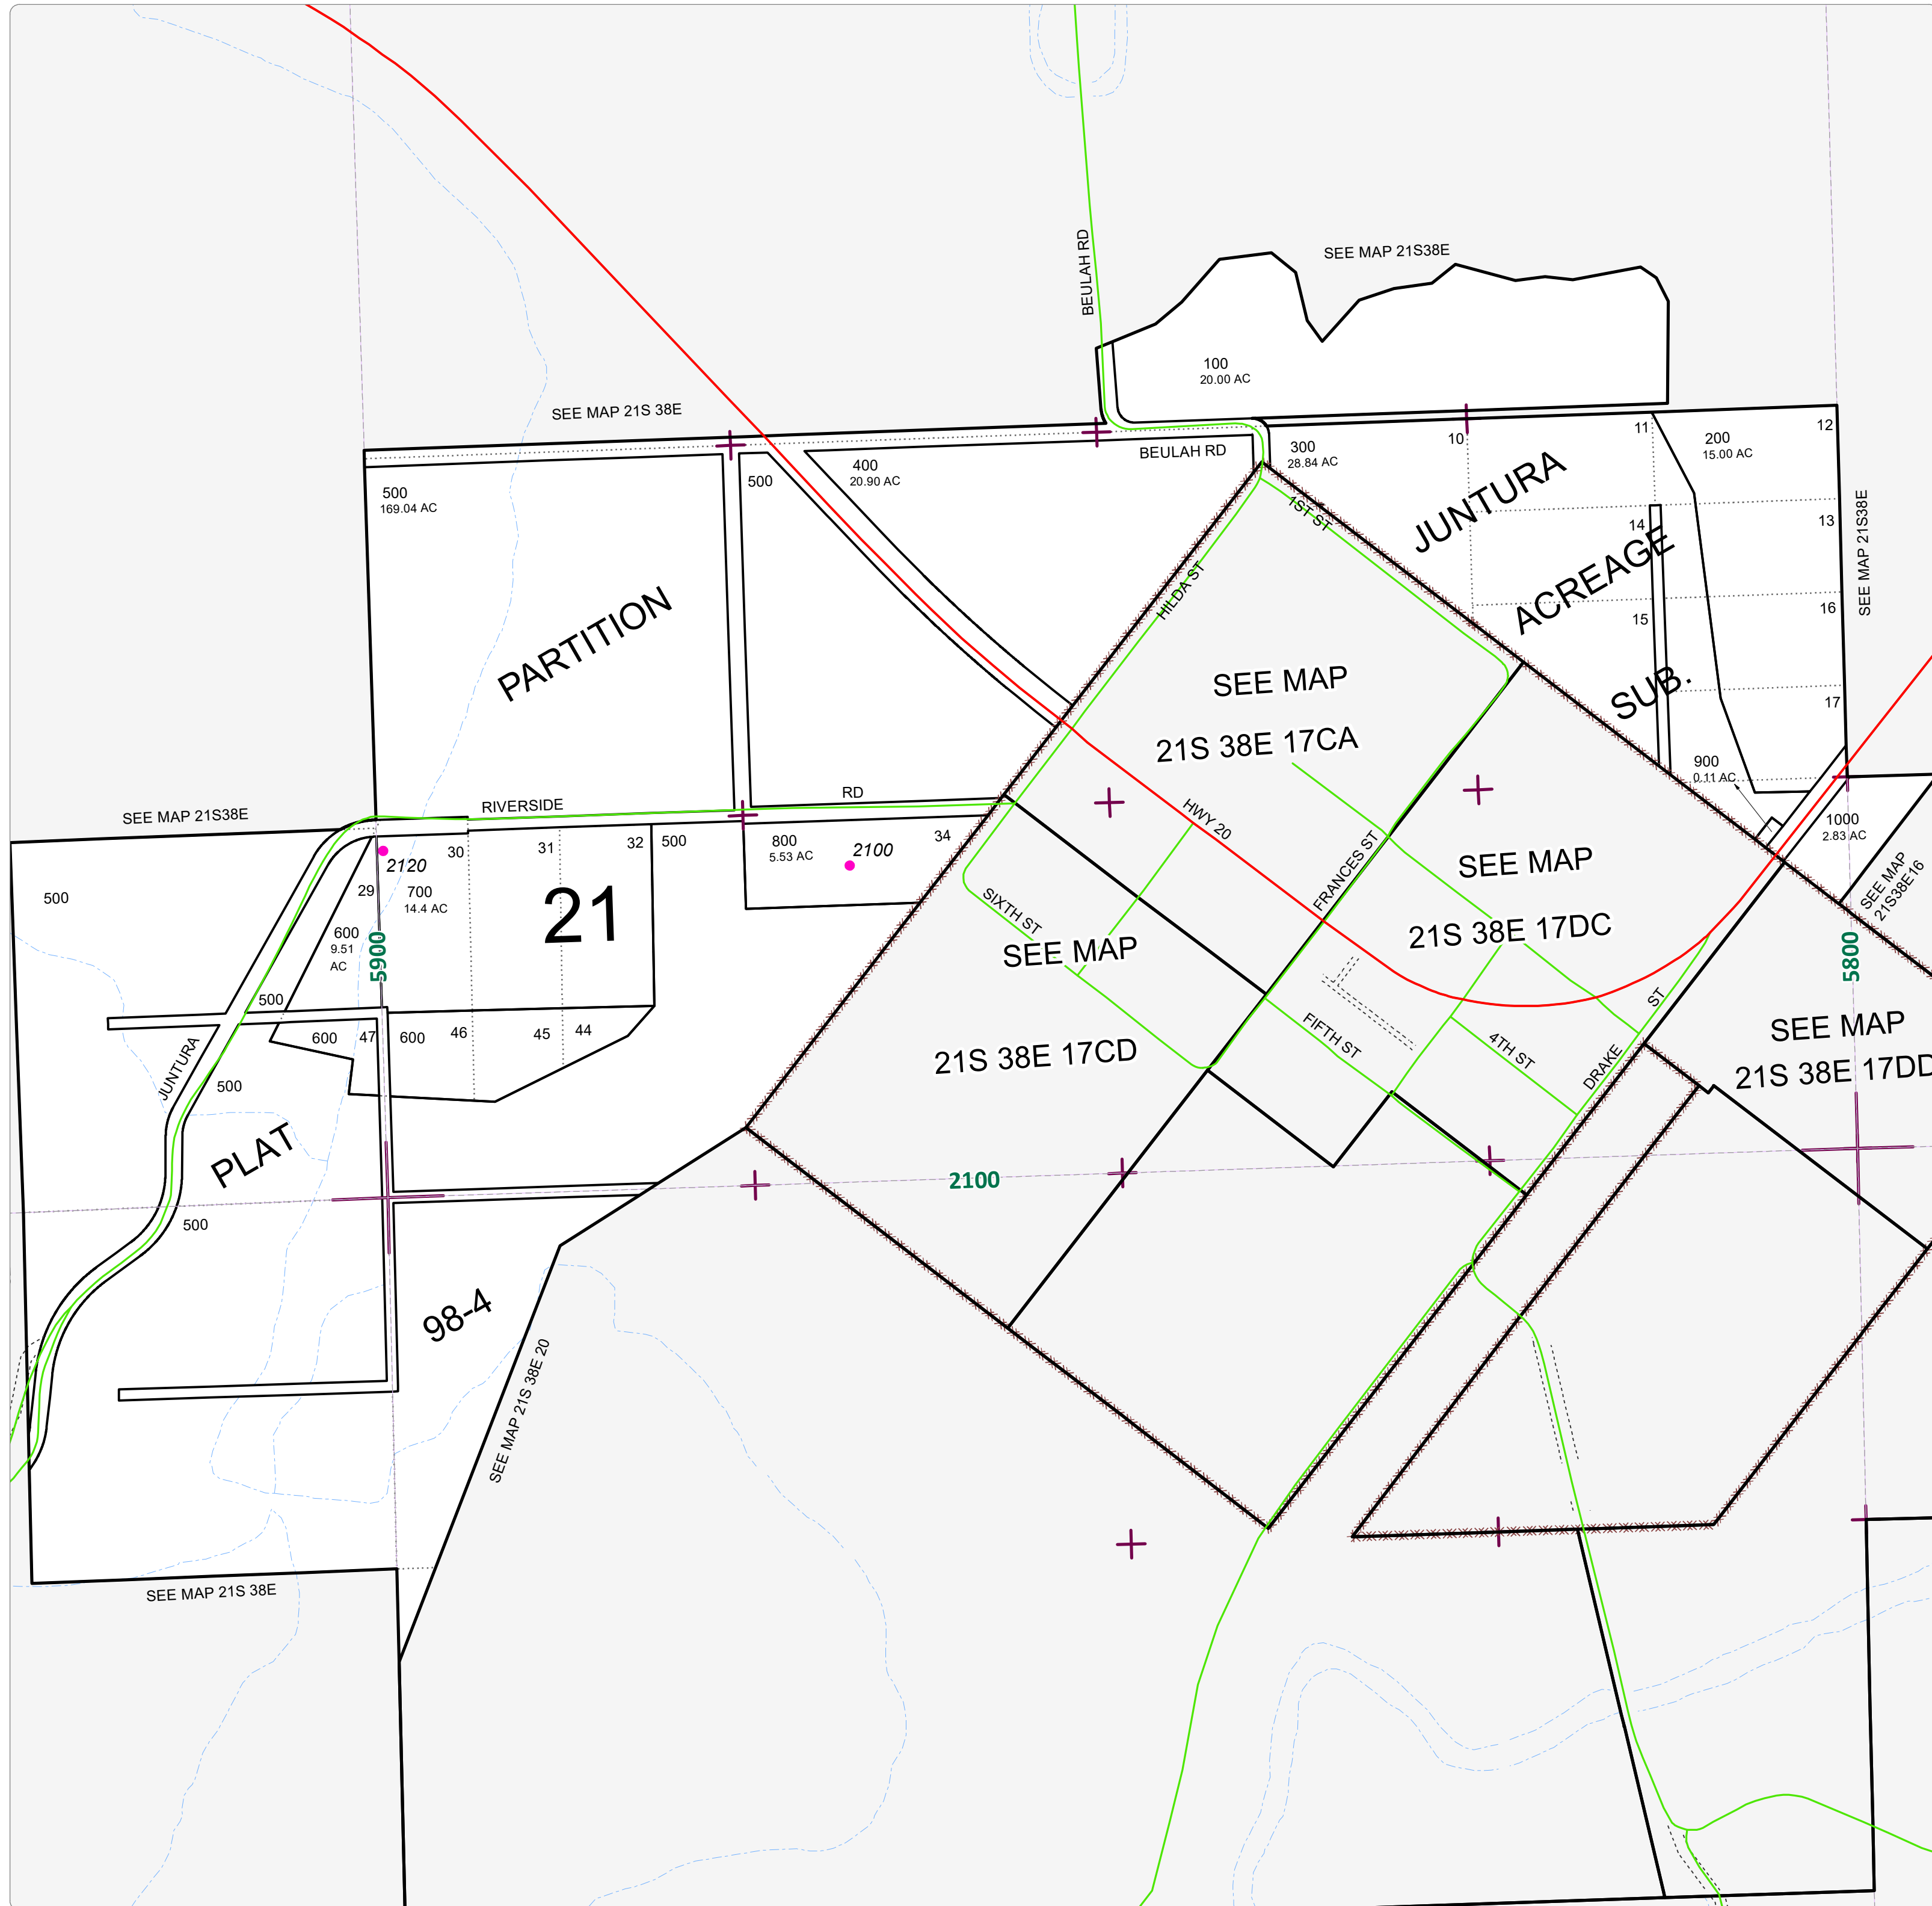 BEULAH RD
SEE MAP 21S38E
100
20.00 AC
SEE MAP 21S 38E
BEULAH RD
300
28.84 AC
10
11
200
15.00 AC
12
500
169.04 AC
500
400
20.90 AC
1ST ST
JUNTURA
ACREAGE
SUB.
13
14
15
16
17
SEE MAP 21S38E
PARTITION
HILDA ST
SEE MAP
21S 38E 17CA
900
0.11 AC
SEE MAP 21S38E
RIVERSIDE
RD
HWY 20
1000
2.83 AC
SEE MAP
21S38E16
500
2120
29
30
31
32
500
800
5.53 AC
2100
34
700
14.4 AC
21
600
9.51
AC
5900
FRANCES ST
SEE MAP
21S 38E 17DC
SIXTH ST
SEE MAP
21S 38E 17CD
5800
500
600
47
600
46
45
44
JUNTURA
500
FIFTH ST
4TH ST
DRAKE
ST
SEE MAP
21S 38E 17DD
PLAT
500
2100
98-4
SEE MAP 21S 38E 20
SEE MAP 21S 38E